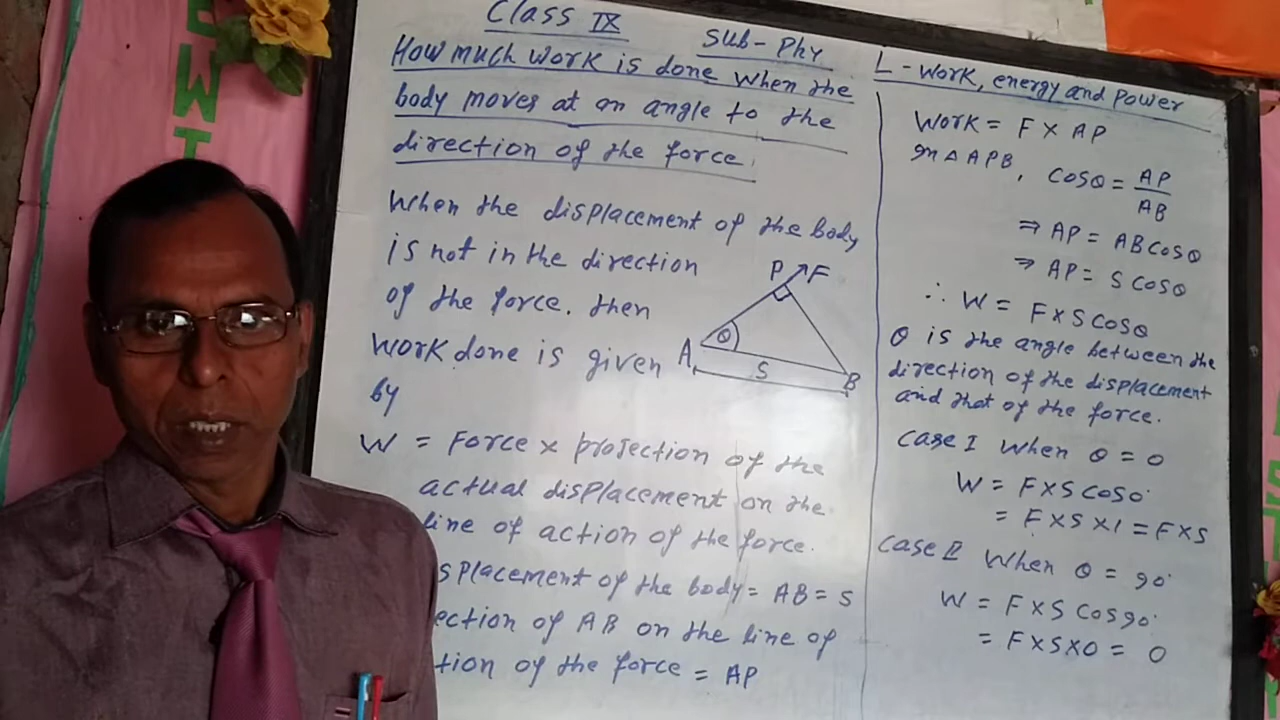 Class IX
Sub - Phy
L - Work, energy and Power
How much work is done when the
body moves at an angle to the
direction of the force.
When the displacement of the body
is not in the direction
of the force. then
work done is given
by
P F
θ
A S B
W = Force × projection of the
actual displacement on the
line of action of the force.
splacement of the body = AB = S
ection of AB on the line of
tion of the force = AP
Work = F × AP
In △ APB, cosθ = AP/AB
⇒ AP = AB cosθ
⇒ AP = S cosθ
∴ W = F × S cosθ
θ is the angle between the
direction of the displacement
and that of the force.
Case I When θ = 0
W = F × S cos0°
= F × S × 1 = F × S
Case II When θ = 90°
W = F × S cos90°
= F × S × 0 = 0